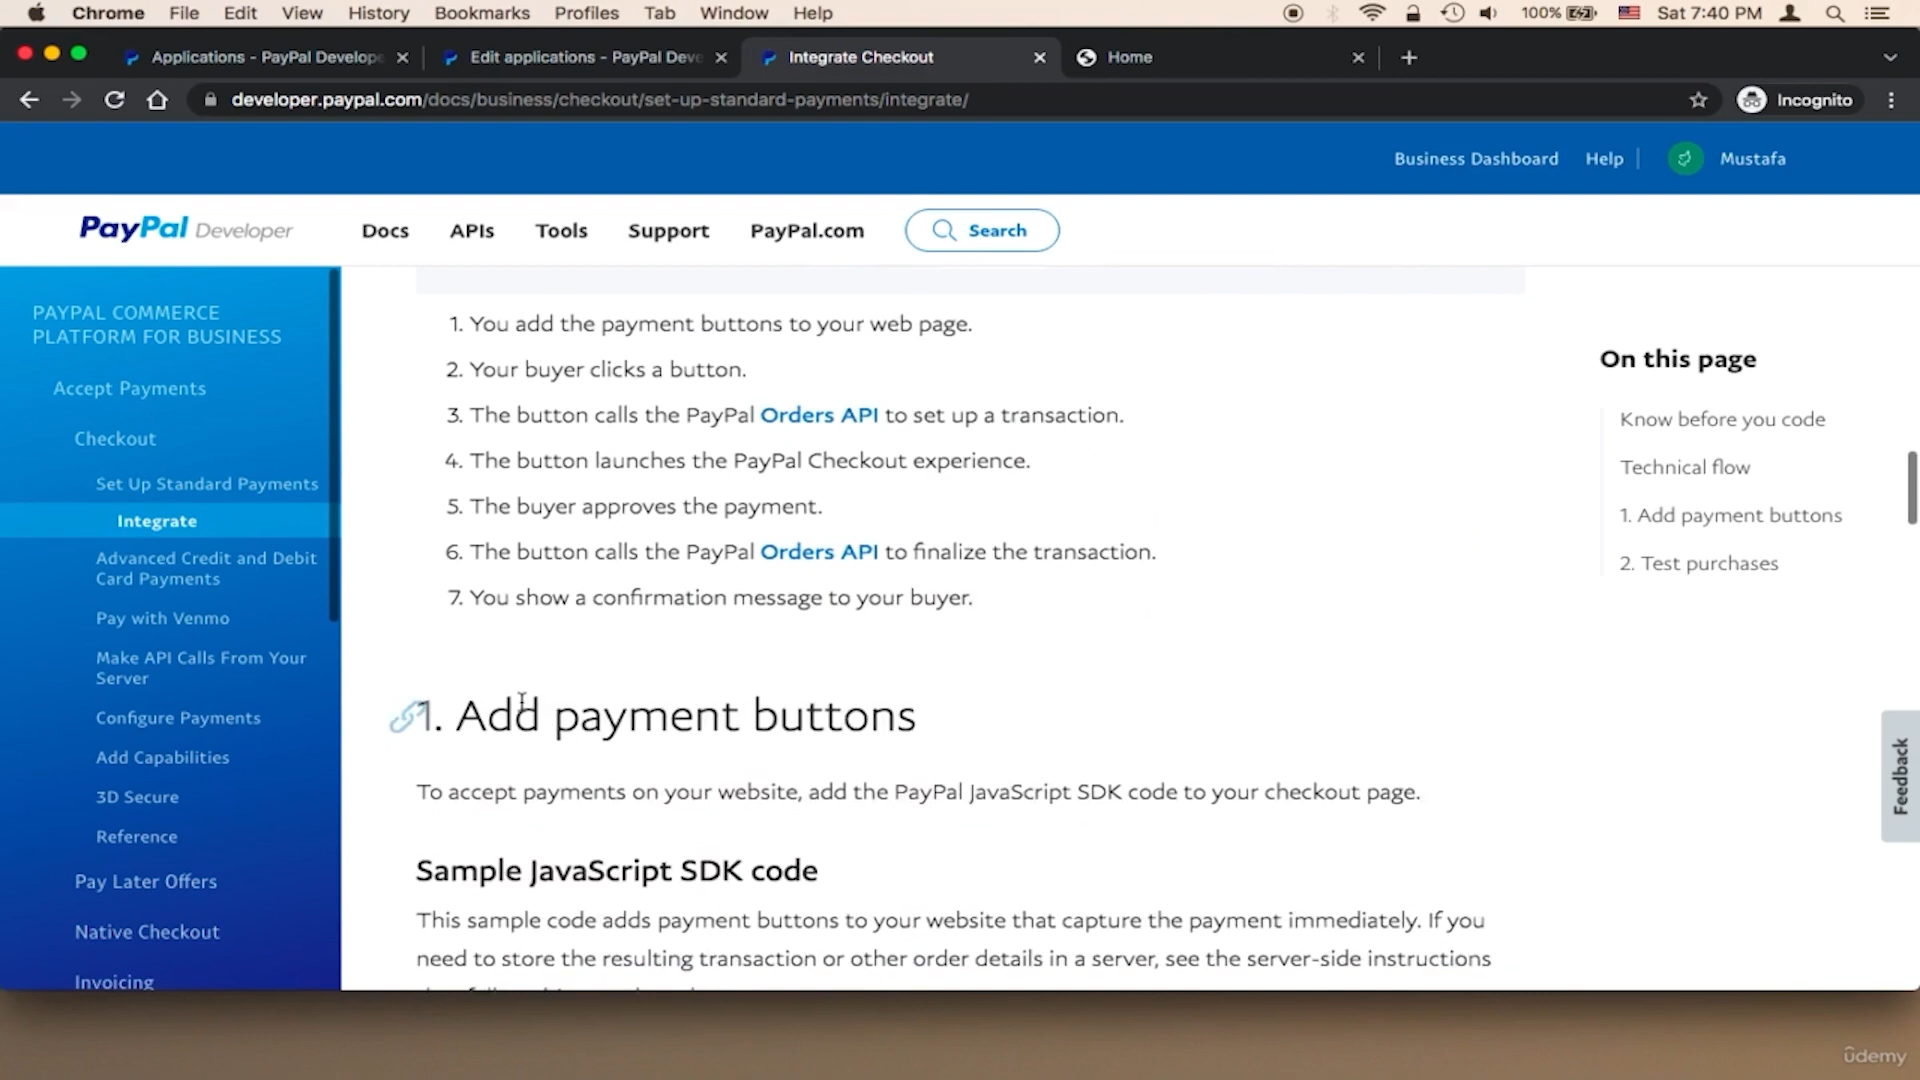 Chrome File Edit View History Bookmarks Profiles Tab Window Help 100% Sat 7:40 PM
Applications - PayPal Develope Edit applications - PayPal Deve Integrate Checkout Home
developer.paypal.com/docs/business/checkout/set-up-standard-payments/integrate/ Incognito
Business Dashboard Help Mustafa
PayPal Developer Docs APIs Tools Support PayPal.com Search
PAYPAL COMMERCE
PLATFORM FOR BUSINESS
Accept Payments
Checkout
Set Up Standard Payments
Integrate
Advanced Credit and Debit
Card Payments
Pay with Venmo
Make API Calls From Your
Server
Configure Payments
Add Capabilities
3D Secure
Reference
Pay Later Offers
Native Checkout
Invoicing
1. You add the payment buttons to your web page.
2. Your buyer clicks a button.
3. The button calls the PayPal Orders API to set up a transaction.
4. The button launches the PayPal Checkout experience.
5. The buyer approves the payment.
6. The button calls the PayPal Orders API to finalize the transaction.
7. You show a confirmation message to your buyer.
1. Add payment buttons
To accept payments on your website, add the PayPal JavaScript SDK code to your checkout page.
Sample JavaScript SDK code
This sample code adds payment buttons to your website that capture the payment immediately. If you
need to store the resulting transaction or other order details in a server, see the server-side instructions
On this page
Know before you code
Technical flow
1. Add payment buttons
2. Test purchases
Feedback
ûdemy